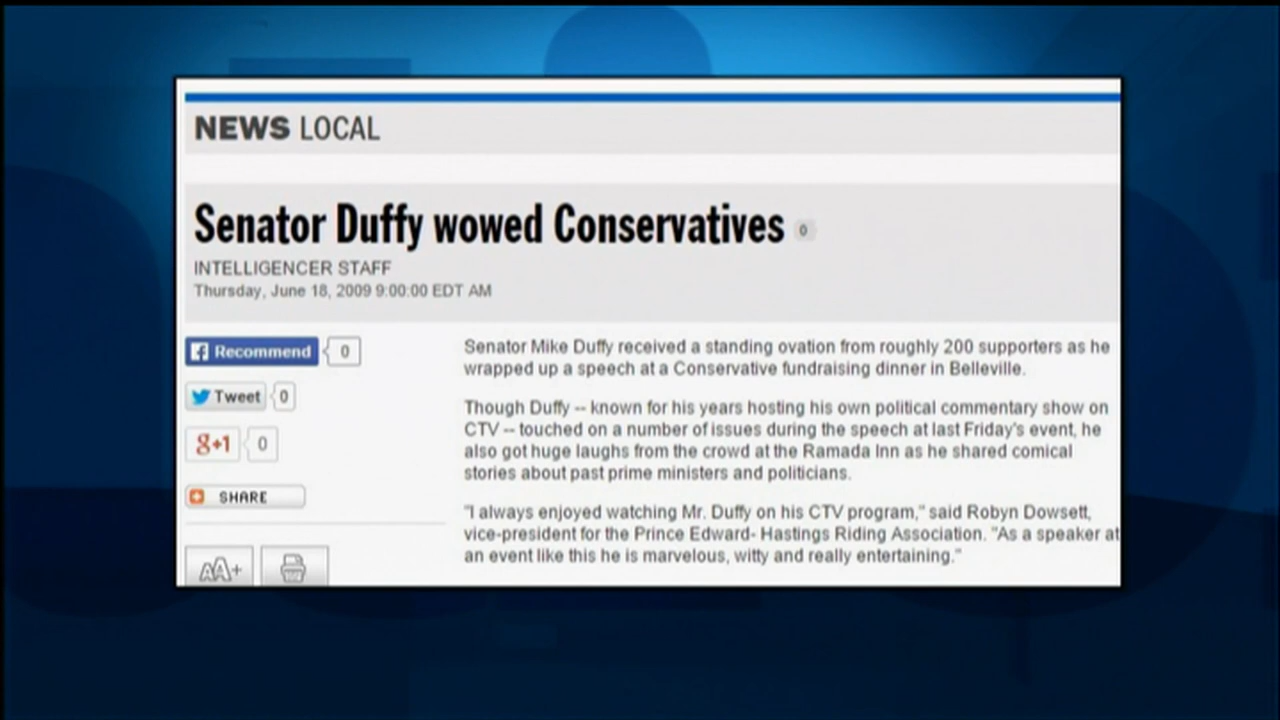 NEWS LOCAL
Senator Duffy wowed Conservatives 0
INTELLIGENCER STAFF
Thursday, June 18, 2009 9:00:00 EDT AM
Recommend 0
Tweet 0
g+1 0
SHARE
AA+
Senator Mike Duffy received a standing ovation from roughly 200 supporters as he
wrapped up a speech at a Conservative fundraising dinner in Belleville.
Though Duffy -- known for his years hosting his own political commentary show on
CTV -- touched on a number of issues during the speech at last Friday's event, he
also got huge laughs from the crowd at the Ramada Inn as he shared comical
stories about past prime ministers and politicians.
"I always enjoyed watching Mr. Duffy on his CTV program," said Robyn Dowsett,
vice-president for the Prince Edward- Hastings Riding Association. "As a speaker at
an event like this he is marvelous, witty and really entertaining."